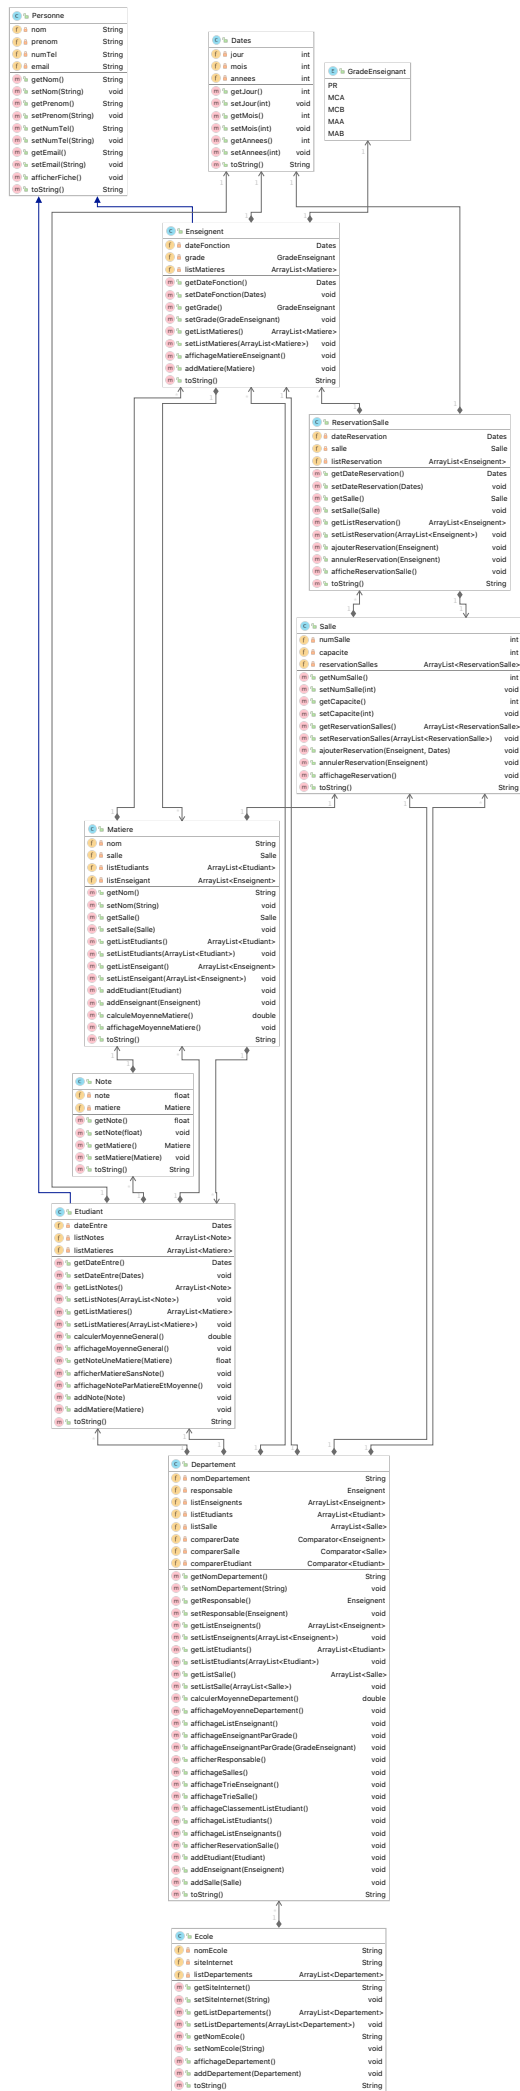 Personne
nom String
prenom String
numTel String
email String
getNom() String
setNom(String) void
getPrenom() String
setPrenom(String) void
getNumTel() String
setNumTel(String) void
getEmail() String
setEmail(String) void
afficherFiche() void
toString() String
Dates
jour int
mois int
annees int
getJour() int
setJour(int) void
getMois() int
setMois(int) void
getAnnees() int
setAnnees(int) void
toString() String
GradeEnseignant
PR
MCA
MCB
MAA
MAB
Enseignent
dateFonction Dates
grade GradeEnseignant
listMatieres ArrayList<Matiere>
getDateFonction() Dates
setDateFonction(Dates) void
getGrade() GradeEnseignant
setGrade(GradeEnseignant) void
getListMatieres() ArrayList<Matiere>
setListMatieres(ArrayList<Matiere>) void
affichageMatiereEnseignant() void
addMatiere(Matiere) void
toString() String
ReservationSalle
dateReservation Dates
salle Salle
listReservation ArrayList<Enseignent>
getDateReservation() Dates
setDateReservation(Dates) void
getSalle() Salle
setSalle(Salle) void
getListReservation() ArrayList<Enseignent>
setListReservation(ArrayList<Enseignent>) void
ajouterReservation(Enseignent) void
annulerReservation(Enseignent) void
afficheReservationSalle() void
toString() String
Salle
numSalle int
capacite int
reservationSalles ArrayList<ReservationSalle>
getNumSalle() int
setNumSalle(int) void
getCapacite() int
setCapacite(int) void
getReservationSalles() ArrayList<ReservationSalle>
setReservationSalles(ArrayList<ReservationSalle>) void
ajouterReservation(Enseignent, Dates) void
annulerReservation(Enseignent) void
affichageReservation() void
toString() String
Matiere
nom String
salle Salle
listEtudiants ArrayList<Etudiant>
listEnseigant ArrayList<Enseignent>
getNom() String
setNom(String) void
getSalle() Salle
setSalle(Salle) void
getListEtudiants() ArrayList<Etudiant>
setListEtudiants(ArrayList<Etudiant>) void
getListEnseigant() ArrayList<Enseignent>
setListEnseigant(ArrayList<Enseignent>) void
addEtudiant(Etudiant) void
addEnseignant(Enseignent) void
calculeMoyenneMatiere() double
affichageMoyenneMatiere() void
toString() String
Note
note float
matiere Matiere
getNote() float
setNote(float) void
getMatiere() Matiere
setMatiere(Matiere) void
toString() String
Etudiant
dateEntre Dates
listNotes ArrayList<Note>
listMatieres ArrayList<Matiere>
getDateEntre() Dates
setDateEntre(Dates) void
getListNotes() ArrayList<Note>
setListNotes(ArrayList<Note>) void
getListMatieres() ArrayList<Matiere>
setListMatieres(ArrayList<Matiere>) void
calculerMoyenneGeneral() double
affichageMoyenneGeneral() void
getNoteUneMatiere(Matiere) float
afficherMatiereSansNote() void
affichageNoteParMatiereEtMoyenne() void
addNote(Note) void
addMatiere(Matiere) void
toString() String
Departement
nomDepartement String
responsable Enseignent
listEnseignents ArrayList<Enseignent>
listEtudiants ArrayList<Etudiant>
listSalle ArrayList<Salle>
comparerDate Comparator<Enseignent>
comparerSalle Comparator<Salle>
comparerEtudiant Comparator<Etudiant>
getNomDepartement() String
setNomDepartement(String) void
getResponsable() Enseignent
setResponsable(Enseignent) void
getListEnseignents() ArrayList<Enseignent>
setListEnseignents(ArrayList<Enseignent>) void
getListEtudiants() ArrayList<Etudiant>
setListEtudiants(ArrayList<Etudiant>) void
getListSalle() ArrayList<Salle>
setListSalle(ArrayList<Salle>) void
calculerMoyenneDepartement() double
affichageMoyenneDepartement() void
affichageListEnseignant() void
affichageEnseignantParGrade() void
affichageEnseignantParGrade(GradeEnseignant) void
afficherResponsable() void
affichageSalles() void
affichageTrieEnseignant() void
affichageTrieSalle() void
affichageClassementListEtudiant() void
affichageListEtudiants() void
affichageListEnseignants() void
afficherReservationSalle() void
addEtudiant(Etudiant) void
addEnseignant(Enseignent) void
addSalle(Salle) void
toString() String
Ecole
nomEcole String
siteInternet String
listDepartements ArrayList<Departement>
getSiteInternet() String
setSiteInternet(String) void
getListDepartements() ArrayList<Departement>
setListDepartements(ArrayList<Departement>) void
getNomEcole() String
setNomEcole(String) void
affichageDepartement() void
addDepartement(Departement) void
toString() String